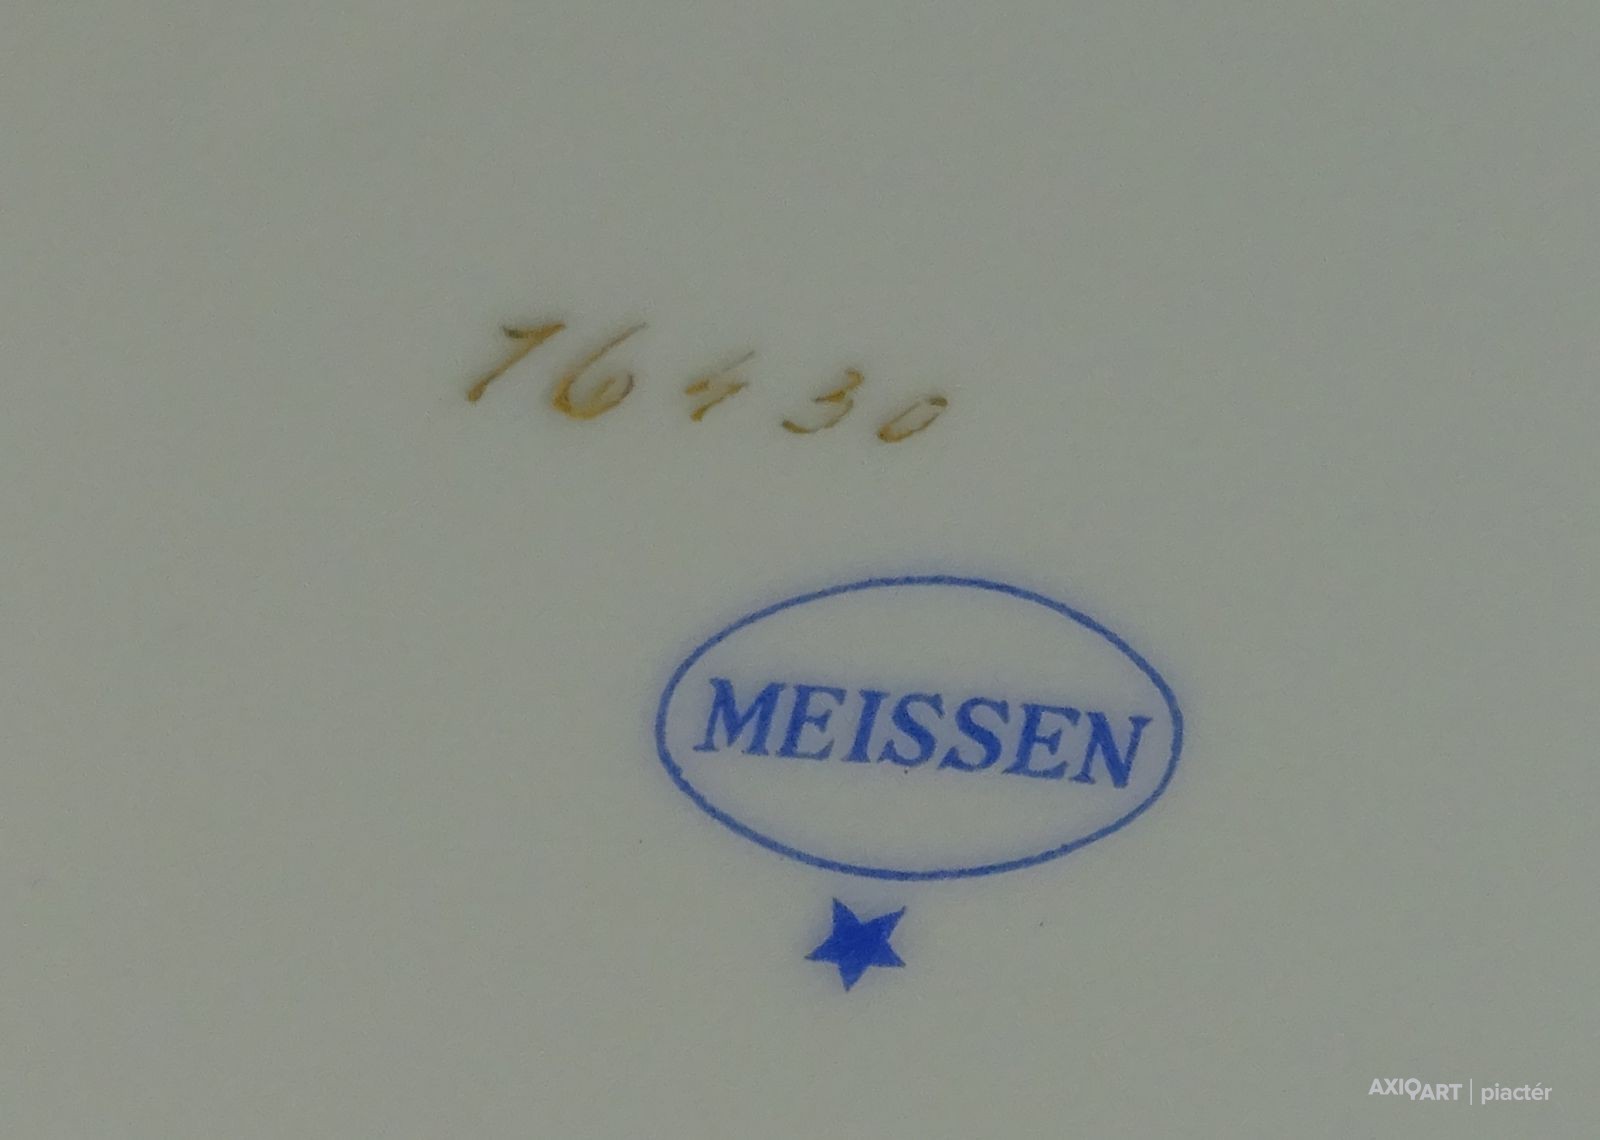 76430
MEISSEN
AXIOART | piactér